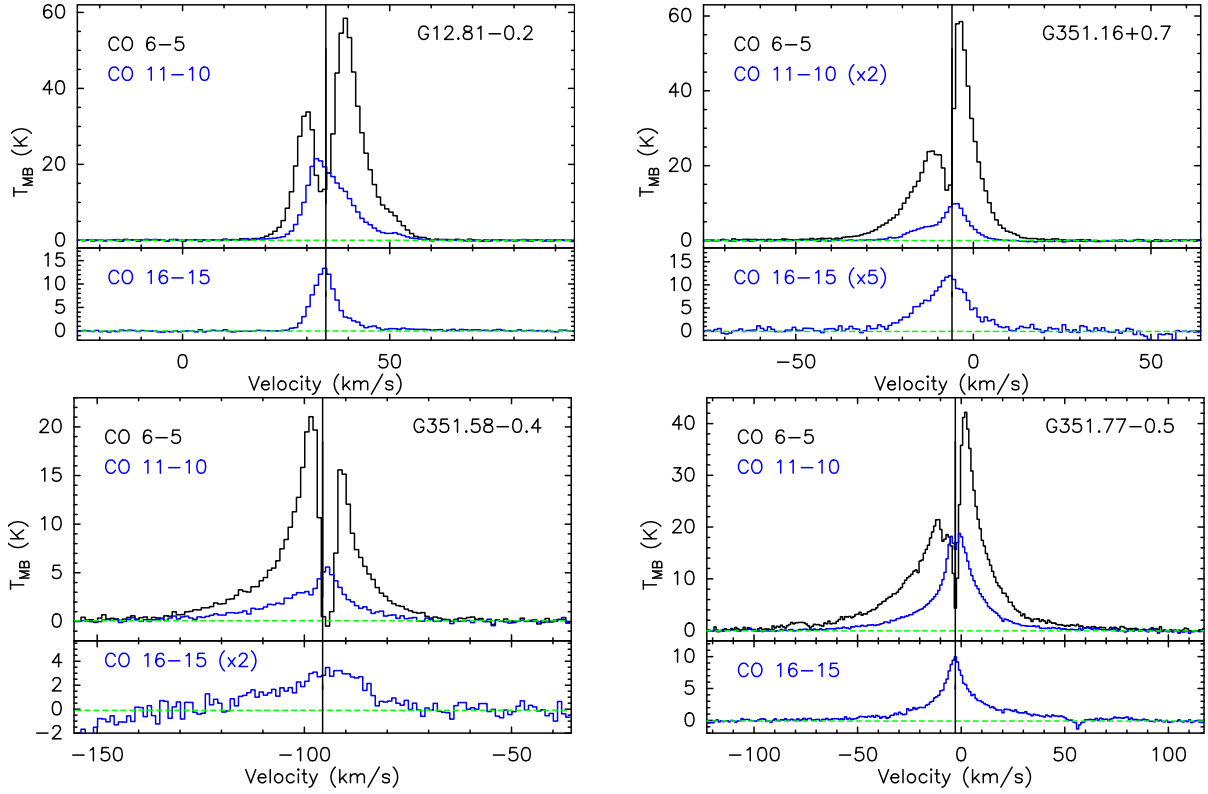 60
40
20
0
T_MB (K)
CO 6−5
CO 11−10
G12.81−0.2
15
10
5
0
CO 16−15
0
50
Velocity (km/s)
60
40
20
0
T_MB (K)
CO 6−5
CO 11−10 (x2)
G351.16+0.7
15
10
5
0
CO 16−15 (x5)
−50
0
50
Velocity (km/s)
20
15
10
5
0
T_MB (K)
CO 6−5
CO 11−10
G351.58−0.4
4
2
0
−2
CO 16−15 (x2)
−150
−100
−50
Velocity (km/s)
40
30
20
10
0
T_MB (K)
CO 6−5
CO 11−10
G351.77−0.5
10
5
0
CO 16−15
−100
−50
0
50
100
Velocity (km/s)